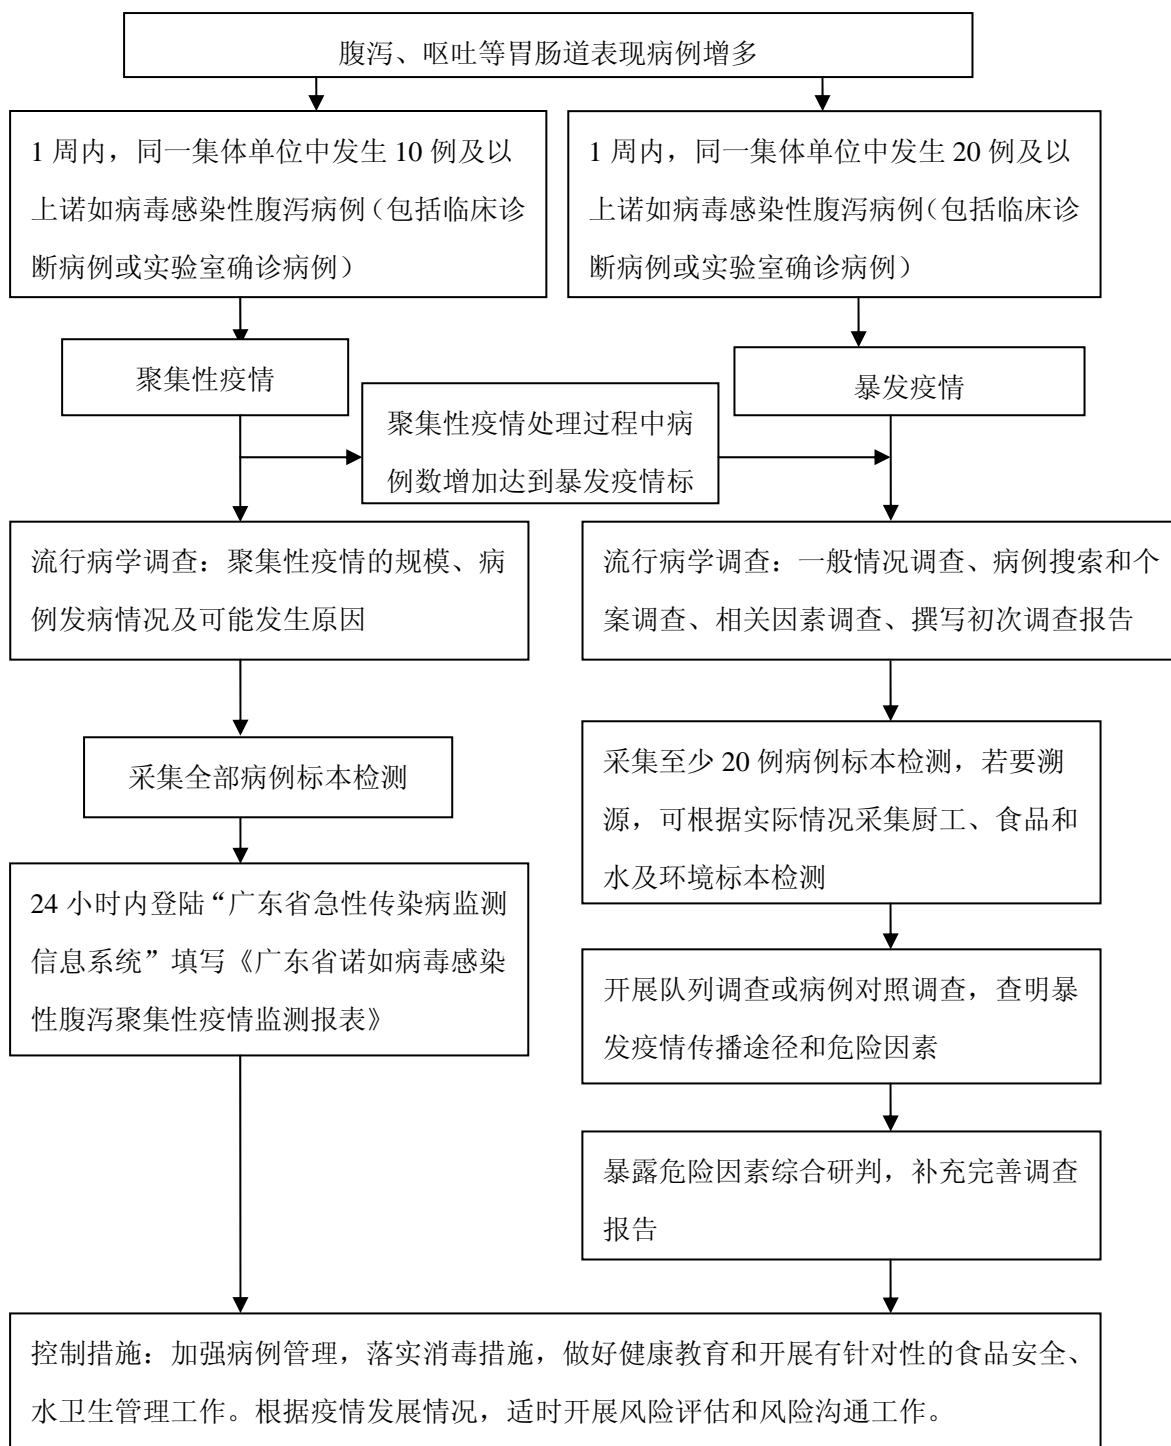 腹泻、呕吐等胃肠道表现病例增多
1 周内，同一集体单位中发生 10 例及以
上诺如病毒感染性腹泻病例（包括临床诊
断病例或实验室确诊病例）
1 周内，同一集体单位中发生 20 例及以
上诺如病毒感染性腹泻病例（包括临床诊
断病例或实验室确诊病例）
聚集性疫情
暴发疫情
聚集性疫情处理过程中病
例数增加达到暴发疫情标
流行病学调查：聚集性疫情的规模、病
例发病情况及可能发生原因
流行病学调查：一般情况调查、病例搜索和个
案调查、相关因素调查、撰写初次调查报告
采集全部病例标本检测
采集至少 20 例病例标本检测，若要溯
源，可根据实际情况采集厨工、食品和
水及环境标本检测
24 小时内登陆“广东省急性传染病监测
信息系统”填写《广东省诺如病毒感染
性腹泻聚集性疫情监测报表》
开展队列调查或病例对照调查，查明暴
发疫情传播途径和危险因素
暴露危险因素综合研判，补充完善调查
报告
控制措施：加强病例管理，落实消毒措施，做好健康教育和开展有针对性的食品安全、
水卫生管理工作。根据疫情发展情况，适时开展风险评估和风险沟通工作。